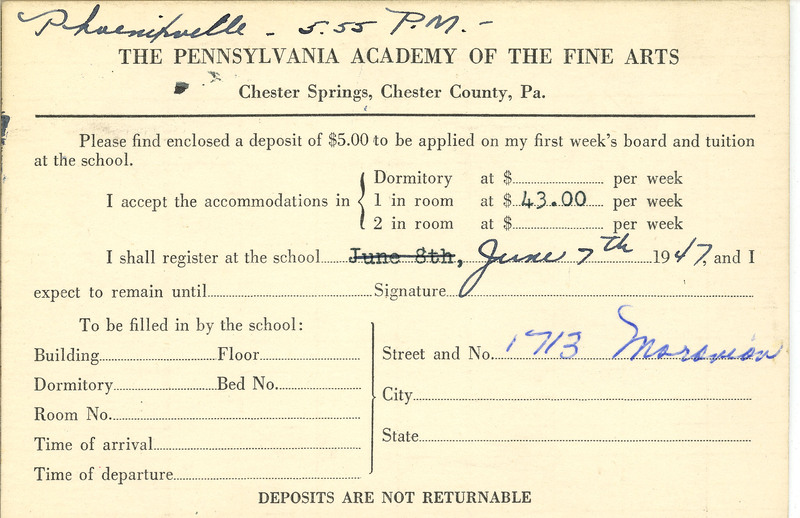 Phoenixville - 5.55 P.M. -
THE PENNSYLVANIA ACADEMY OF THE FINE ARTS
Chester Springs, Chester County, Pa.
Please find enclosed a deposit of $5.00 to be applied on my first week's board and tuition
at the school.
I accept the accommodations in
Dormitory at $ per week
1 in room at $ 43.00 per week
2 in room at $ per week
I shall register at the school June 8th, June 7th 1947, and I
expect to remain until Signature
To be filled in by the school:
Building Floor
Dormitory Bed No.
Room No.
Time of arrival
Time of departure
Street and No. 1713 Moravian
City
State
DEPOSITS ARE NOT RETURNABLE